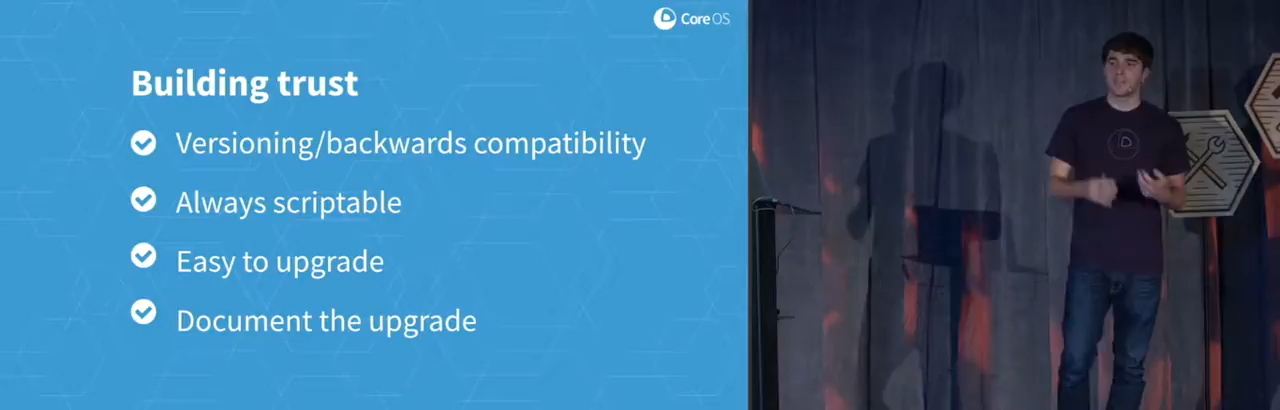 CoreOS
Building trust
Versioning/backwards compatibility
Always scriptable
Easy to upgrade
Document the upgrade